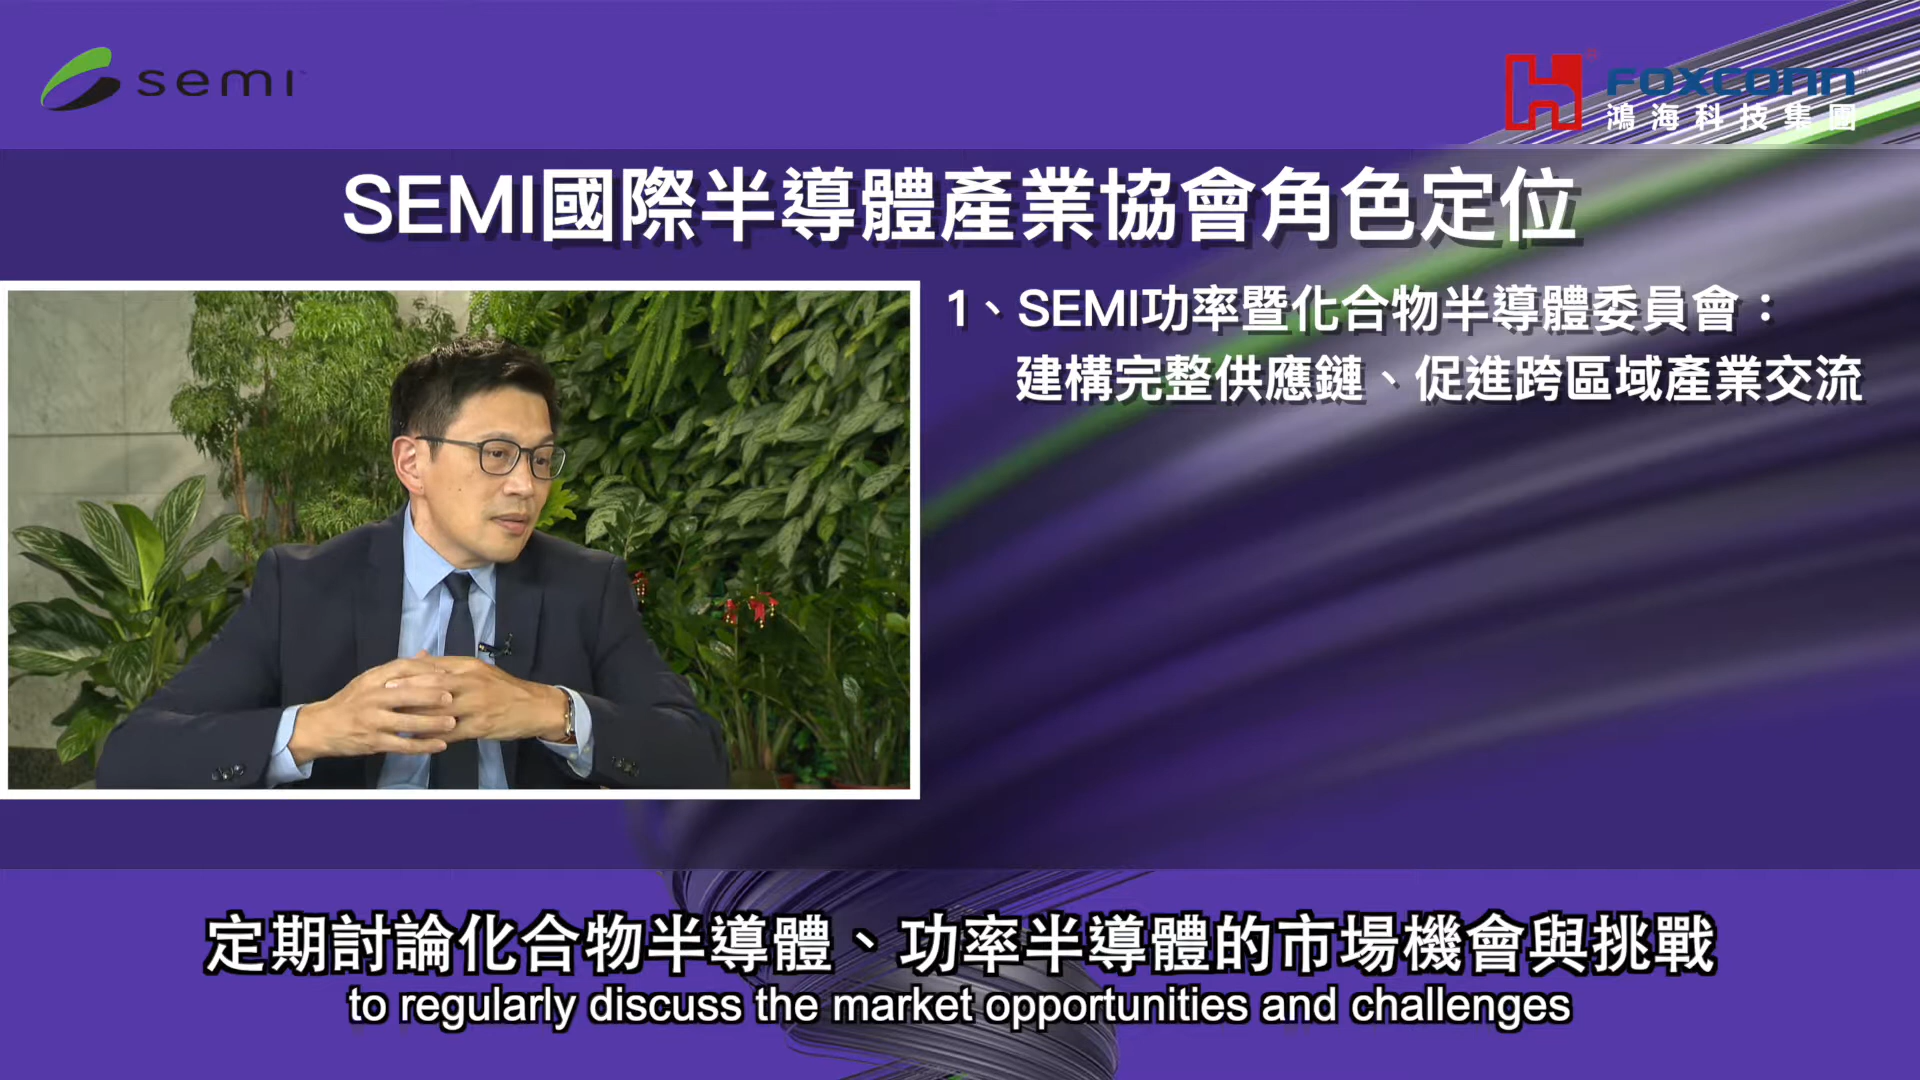 semi
FOXCONN
鴻海科技集團
SEMI國際半導體產業協會角色定位
1、SEMI功率暨化合物半導體委員會：
建構完整供應鏈、促進跨區域產業交流
定期討論化合物半導體、功率半導體的市場機會與挑戰
to regularly discuss the market opportunities and challenges